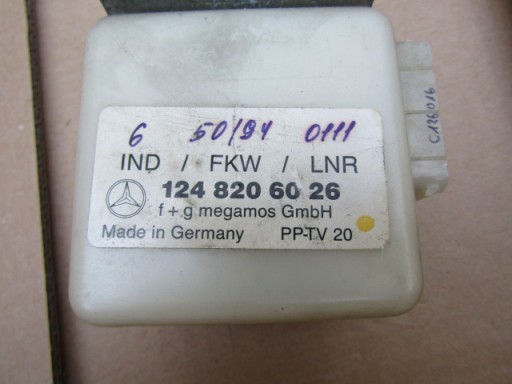 6 50/94 0111
IND / FKW / LNR
124 820 60 26
f + g megamos GmbH
Made in Germany PP-TV 20
C126016